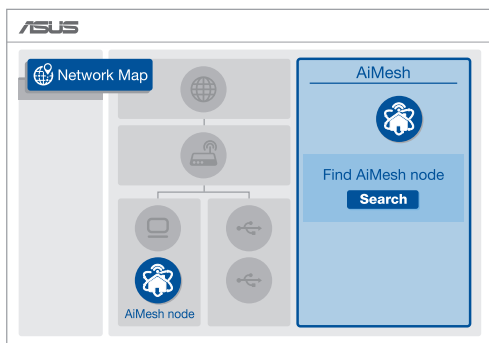 ASUS
Network Map
AiMesh
Find AiMesh node
Search
AiMesh node